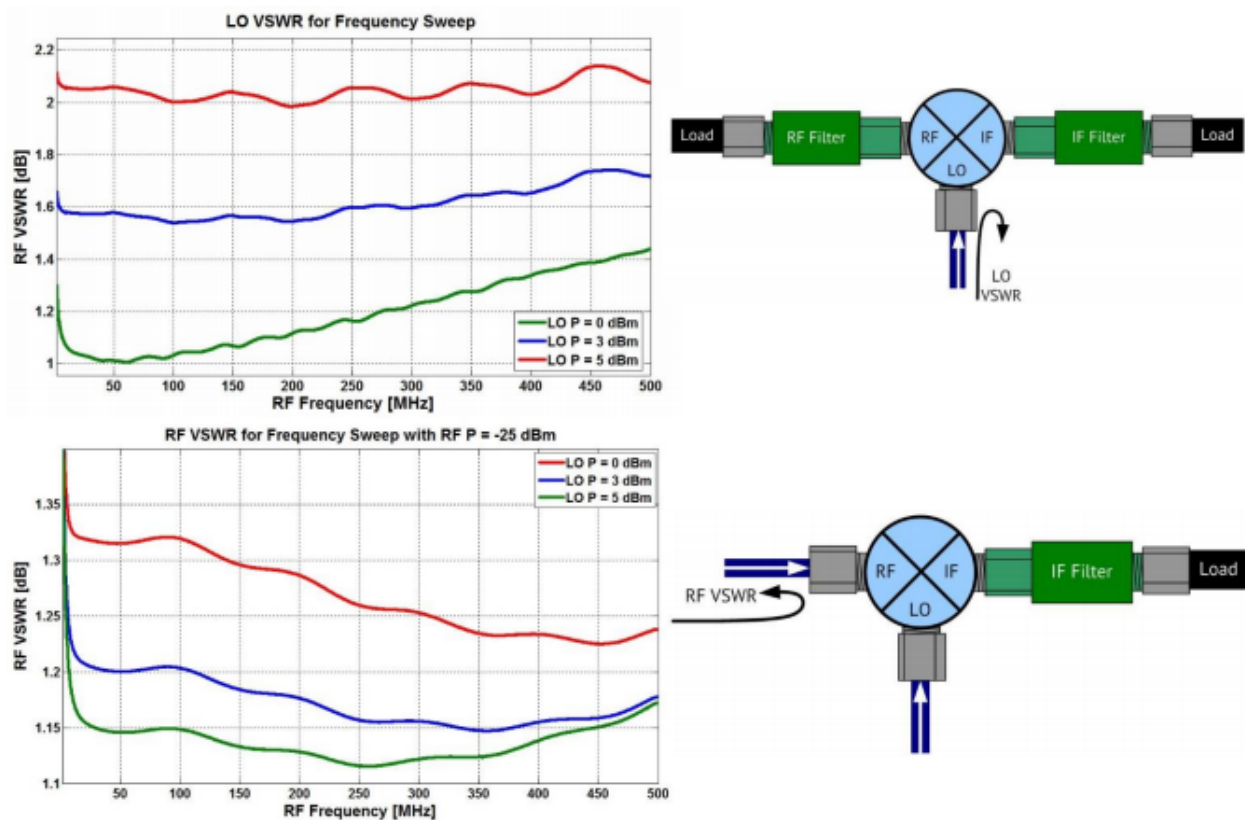 LO VSWR for Frequency Sweep
2.2
2
1.8
1.6
1.4
1.2
1
RF VSWR [dB]
LO P = 0 dBm
LO P = 3 dBm
LO P = 5 dBm
50 100 150 200 250 300 350 400 450 500
RF Frequency [MHz]
Load RF Filter RF IF IF Filter Load
LO
LO
VSWR
RF VSWR for Frequency Sweep with RF P = -25 dBm
LO P = 0 dBm
LO P = 3 dBm
LO P = 5 dBm
1.35
1.3
1.25
1.2
1.15
1.1
RF VSWR [dB]
50 100 150 200 250 300 350 400 450 500
RF Frequency [MHz]
RF IF IF Filter Load
RF VSWR
LO